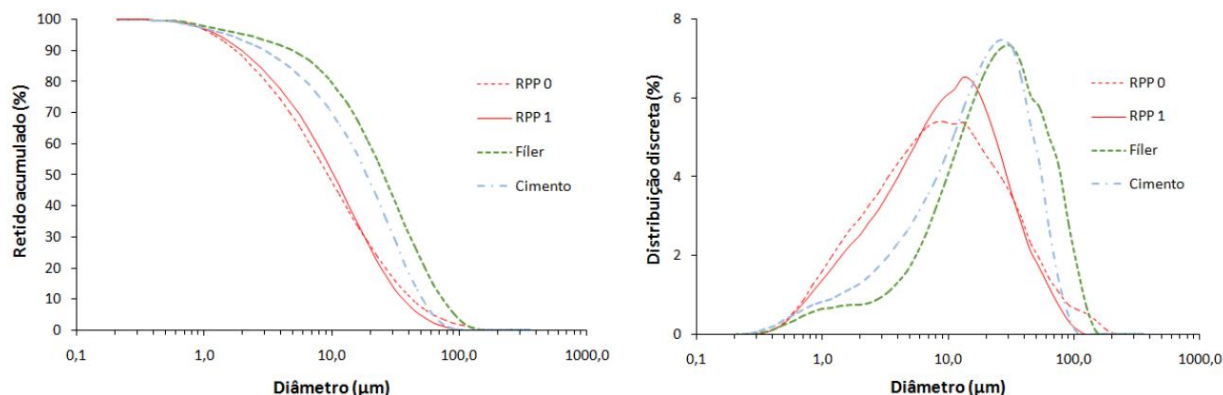 Retido acumulado (%)
100
90
80
70
60
50
40
30
20
10
0
0,1
1,0
10,0
100,0
1000,0
Diâmetro (µm)
RPP 0
RPP 1
Fíler
Cimento
Distribuição discreta (%)
8
6
4
2
0
0,1
1,0
10,0
100,0
1000,0
Diâmetro (µm)
RPP 0
RPP 1
Fíler
Cimento